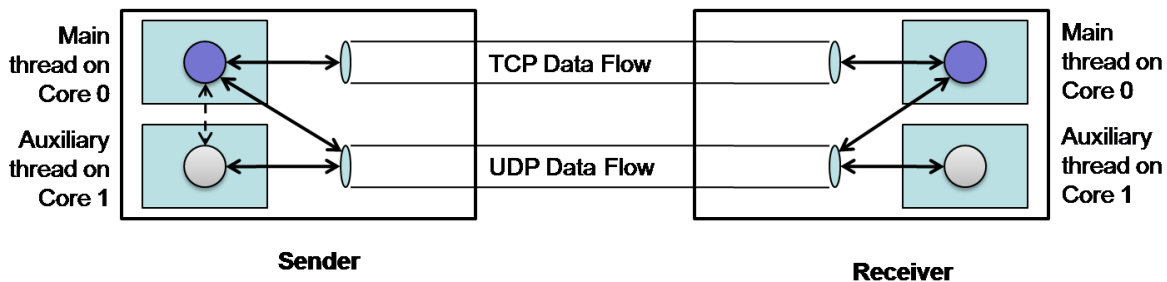 Main
thread on
Core 0
Auxiliary
thread on
Core 1
TCP Data Flow
UDP Data Flow
Main
thread on
Core 0
Auxiliary
thread on
Core 1
Sender
Receiver